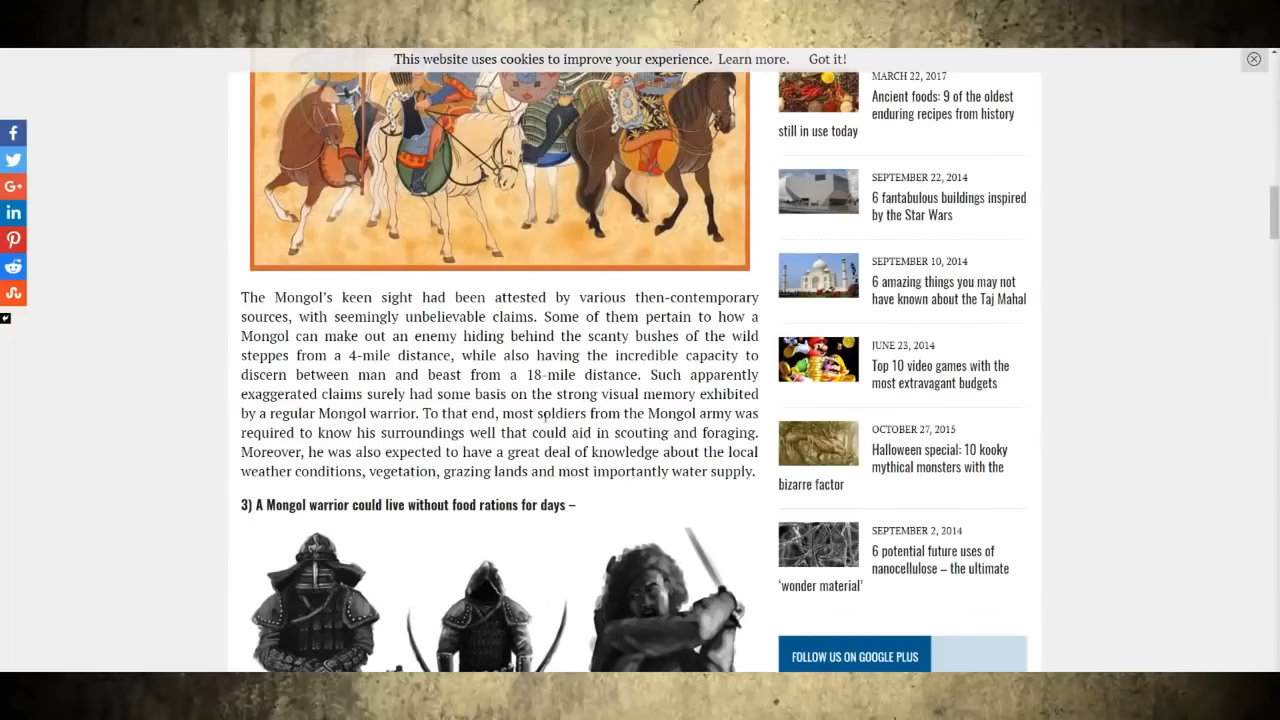 This website uses cookies to improve your experience. Learn more. Got it!
The Mongol's keen sight had been attested by various then-contemporary
sources, with seemingly unbelievable claims. Some of them pertain to how a
Mongol can make out an enemy hiding behind the scanty bushes of the wild
steppes from a 4-mile distance, while also having the incredible capacity to
discern between man and beast from a 18-mile distance. Such apparently
exaggerated claims surely had some basis on the strong visual memory exhibited
by a regular Mongol warrior. To that end, most soldiers from the Mongol army was
required to know his surroundings well that could aid in scouting and foraging.
Moreover, he was also expected to have a great deal of knowledge about the local
weather conditions, vegetation, grazing lands and most importantly water supply.
3) A Mongol warrior could live without food rations for days –
MARCH 22, 2017
Ancient foods: 9 of the oldest
enduring recipes from history
still in use today
SEPTEMBER 22, 2014
6 fantabulous buildings inspired
by the Star Wars
SEPTEMBER 10, 2014
6 amazing things you may not
have known about the Taj Mahal
JUNE 23, 2014
Top 10 video games with the
most extravagant budgets
OCTOBER 27, 2015
Halloween special: 10 kooky
mythical monsters with the
bizarre factor
SEPTEMBER 2, 2014
6 potential future uses of
nanocellulose – the ultimate
'wonder material'
FOLLOW US ON GOOGLE PLUS